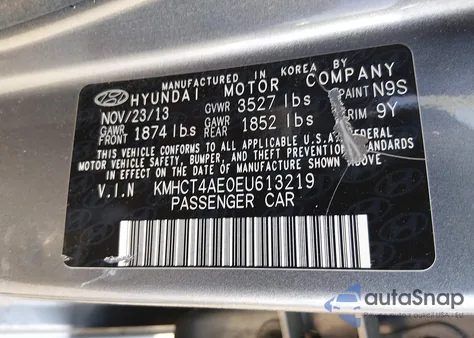 MANUFACTURED IN KOREA BY
HYUNDAI MOTOR COMPANY
NOV/23/13 GVWR 3527 lbs PAINT N9S
GAWR FRONT 1874 lbs GAWR REAR 1852 lbs TRIM 9Y
THIS VEHICLE CONFORMS TO ALL APPLICABLE U.S.A FEDERAL
MOTOR VEHICLE SAFETY, BUMPER, AND THEFT PREVENTION STANDARDS
IN EFFECT ON THE DATE OF MANUFACTURE SHOWN ABOVE.
V.I.N KMHCT4AE0EU613219
PASSENGER CAR
autoSnap